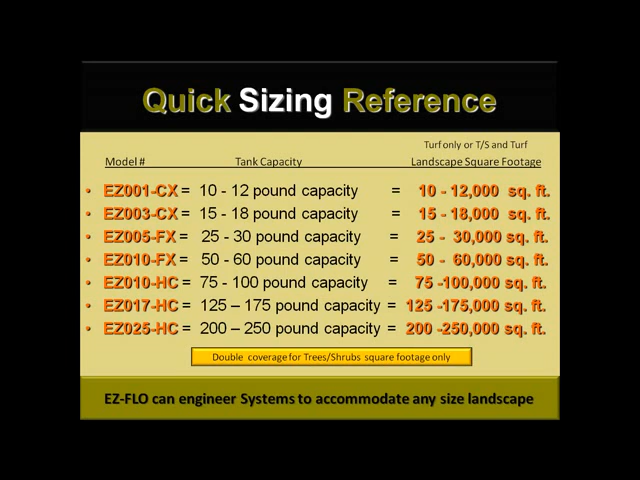 Quick Sizing Reference
Turf only or T/S and Turf
Model # Tank Capacity Landscape Square Footage
• EZ001-CX = 10 - 12 pound capacity = 10 - 12,000 sq. ft.
• EZ003-CX = 15 - 18 pound capacity = 15 - 18,000 sq. ft.
• EZ005-FX = 25 - 30 pound capacity = 25 - 30,000 sq. ft.
• EZ010-FX = 50 - 60 pound capacity = 50 - 60,000 sq. ft.
• EZ010-HC = 75 - 100 pound capacity = 75 -100,000 sq. ft.
• EZ017-HC = 125 – 175 pound capacity = 125 -175,000 sq. ft.
• EZ025-HC = 200 – 250 pound capacity = 200 -250,000 sq. ft.
Double coverage for Trees/Shrubs square footage only
EZ-FLO can engineer Systems to accommodate any size landscape